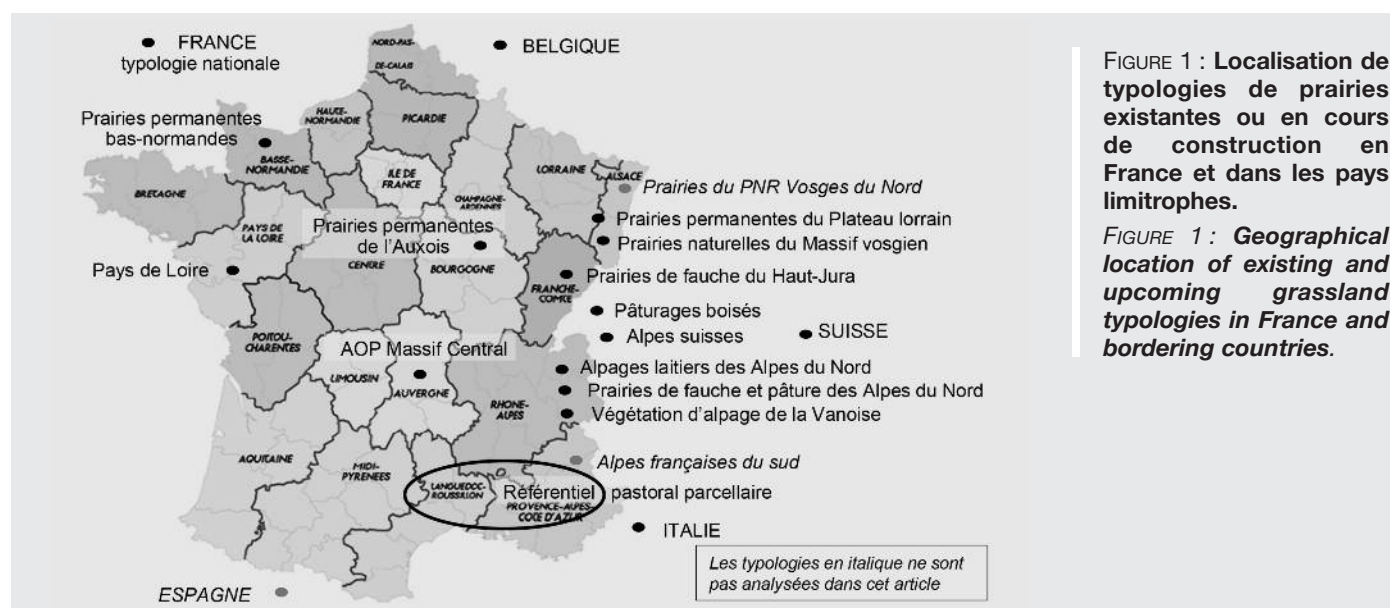 FRANCE
typologie nationale
BELGIQUE
NORD-PAS-
DE-CALAIS
Prairies permanentes
bas-normandes
HAUTE-
NORMANDIE
PICARDIE
BASSE-
NORMANDIE
ILE DE
FRANCE
LORRAINE
ALSACE
BRETAGNE
CHAMPAGNE-
ARDENNES
Prairies du PNR Vosges du Nord
PAYS DE
LA LOIRE
Prairies permanentes
de l'Auxois
Prairies permanentes du Plateau lorrain
Prairies naturelles du Massif vosgien
CENTRE
BOURGOGNE
Pays de Loire
FRANCHE-
COMTE
Prairies de fauche du Haut-Jura
Pâturages boisés
POITOU-
CHARENTES
Alpes suisses
SUISSE
AOP Massif Central
LIMOUSIN
AUVERGNE
Alpages laitiers des Alpes du Nord
Prairies de fauche et pâture des Alpes du Nord
RHONE-
ALPES
Végétation d'alpage de la Vanoise
AQUITAINE
MIDI-
PYRENEES
Alpes françaises du sud
LANGUEDOC-
ROUSSILLON
Référentiel pastoral parcellaire
PROVENCE-ALPES-
COTE D'AZUR
ITALIE
Les typologies en italique ne sont
pas analysées dans cet article
ESPAGNE
FIGURE 1 : Localisation de
typologies de prairies
existantes ou en cours
de construction en
France et dans les pays
limitrophes.
FIGURE 1 : Geographical
location of existing and
upcoming grassland
typologies in France and
bordering countries.